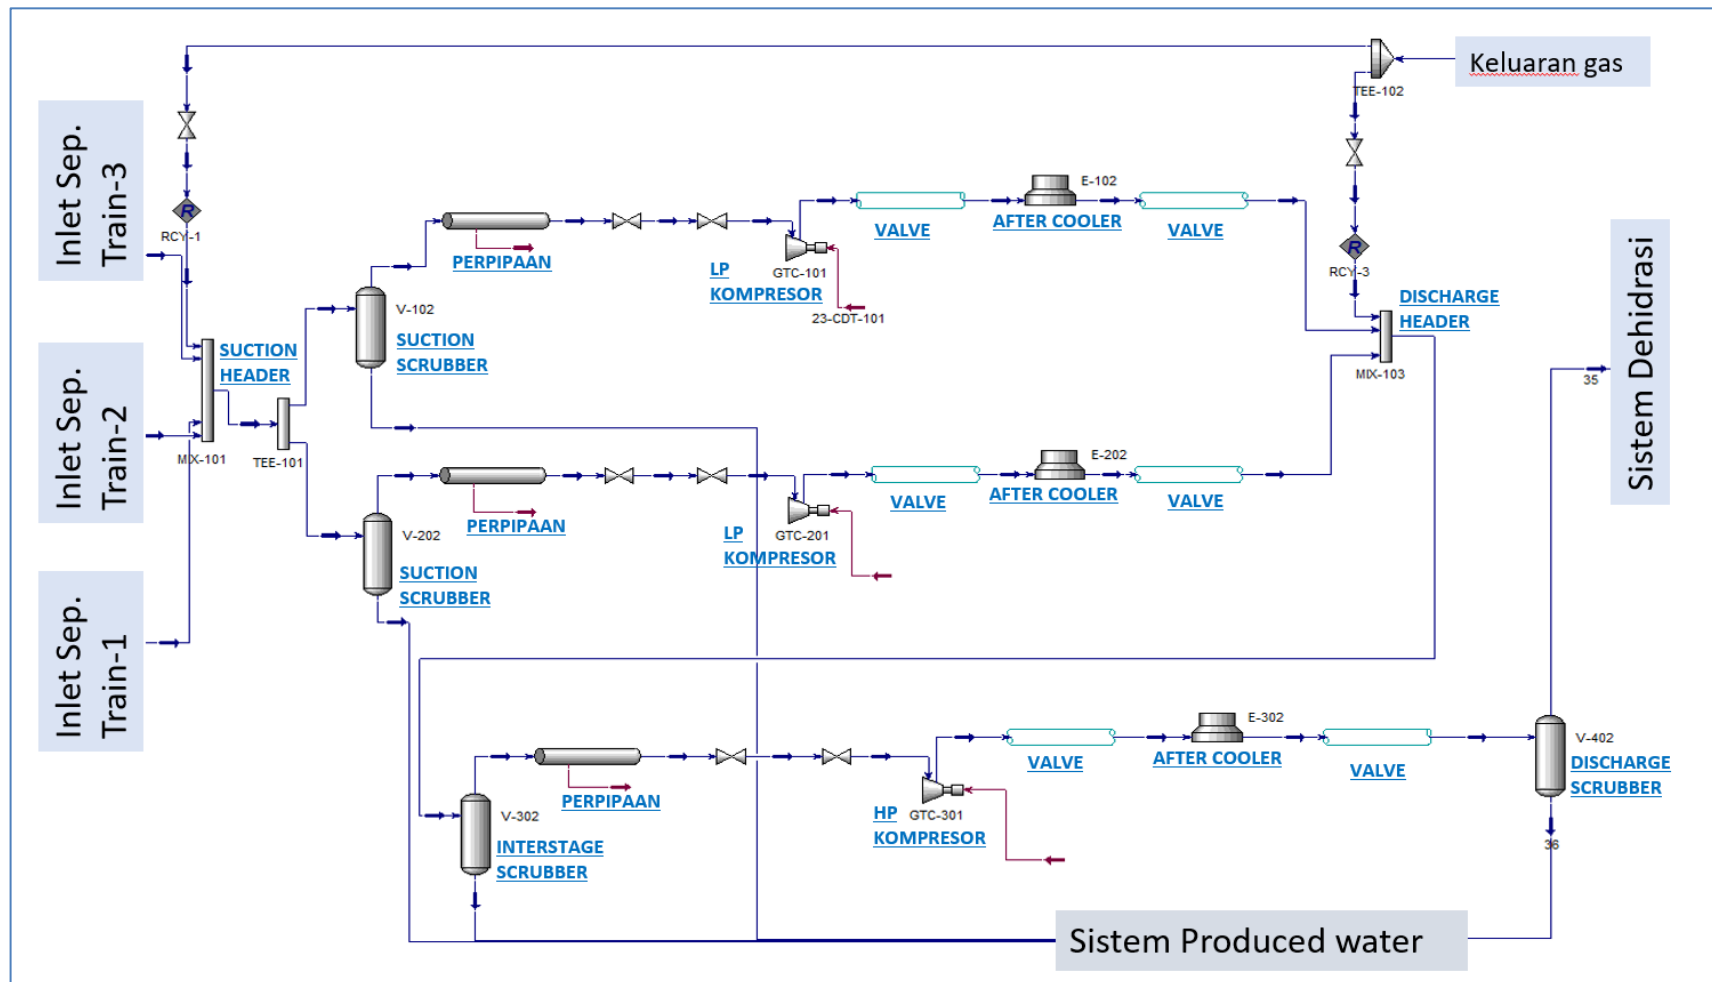 Keluaran gas
TEE-102
Inlet Sep.
Train-3
RCY-1
E-102
AFTER COOLER
VALVE
VALVE
PERPIPAAN
LP
KOMPRESOR
GTC-101
23-CDT-101
RCY-3
DISCHARGE
HEADER
MIX-103
V-102
SUCTION
SCRUBBER
SUCTION
HEADER
MIX-101
TEE-101
Inlet Sep.
Train-2
Sistem Dehidrasi
35
E-202
AFTER COOLER
VALVE
VALVE
PERPIPAAN
LP
KOMPRESOR
GTC-201
V-202
SUCTION
SCRUBBER
Inlet Sep.
Train-1
E-302
AFTER COOLER
VALVE
VALVE
V-402
DISCHARGE
SCRUBBER
PERPIPAAN
HP
KOMPRESOR
GTC-301
V-302
INTERSTAGE
SCRUBBER
36
Sistem Produced water